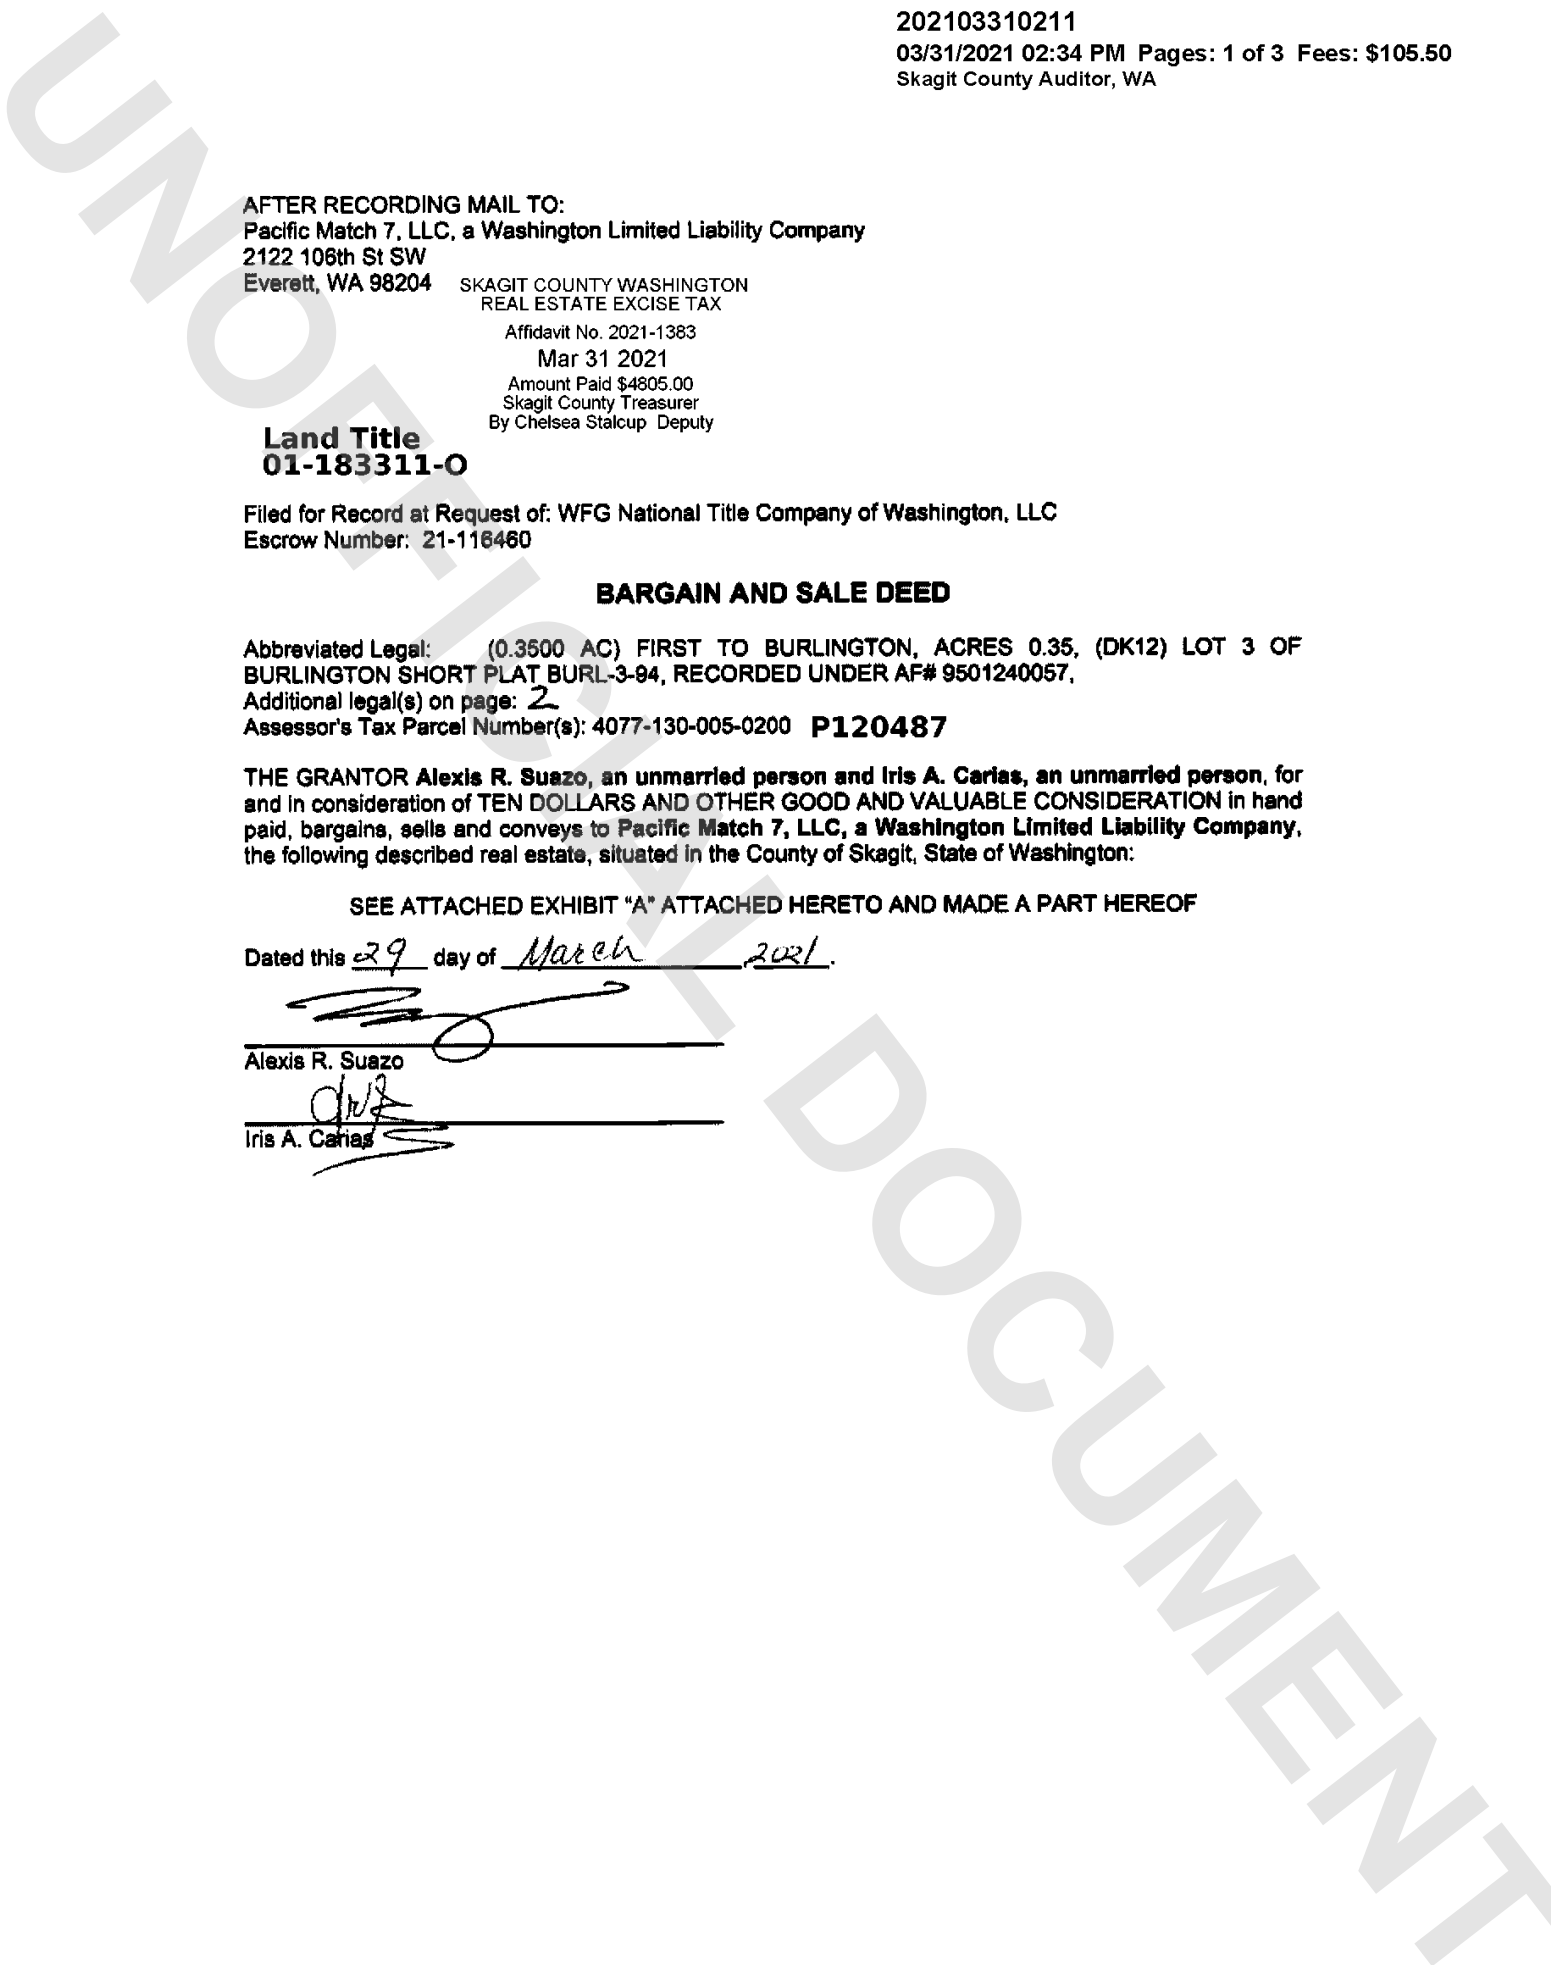 202103310211
03/31/2021 02:34 PM Pages: 1 of 3 Fees: $105.50
Skagit County Auditor, WA
AFTER RECORDING MAIL TO:
Pacific Match 7, LLC, a Washington Limited Liability Company
2122 106th St SW
Everett, WA 98204
SKAGIT COUNTY WASHINGTON
REAL ESTATE EXCISE TAX
Affidavit No. 2021-1383
Mar 31 2021
Amount Paid $4805.00
Skagit County Treasurer
By Chelsea Stalcup Deputy
Land Title
01-183311-O
Filed for Record at Request of: WFG National Title Company of Washington, LLC
Escrow Number: 21-116460
BARGAIN AND SALE DEED
Abbreviated Legal: (0.3500 AC) FIRST TO BURLINGTON, ACRES 0.35, (DK12) LOT 3 OF
BURLINGTON SHORT PLAT BURL-3-94, RECORDED UNDER AF# 9501240057,
Additional legal(s) on page: 2
Assessor's Tax Parcel Number(s): 4077-130-005-0200 P120487
THE GRANTOR Alexis R. Suazo, an unmarried person and Iris A. Carias, an unmarried person, for
and in consideration of TEN DOLLARS AND OTHER GOOD AND VALUABLE CONSIDERATION in hand
paid, bargains, sells and conveys to Pacific Match 7, LLC, a Washington Limited Liability Company,
the following described real estate, situated in the County of Skagit, State of Washington:
SEE ATTACHED EXHIBIT "A" ATTACHED HERETO AND MADE A PART HEREOF
Dated this 29 day of March, 2021.
Alexis R. Suazo
Iris A. Carias
UNOFFICIAL DOCUMENT